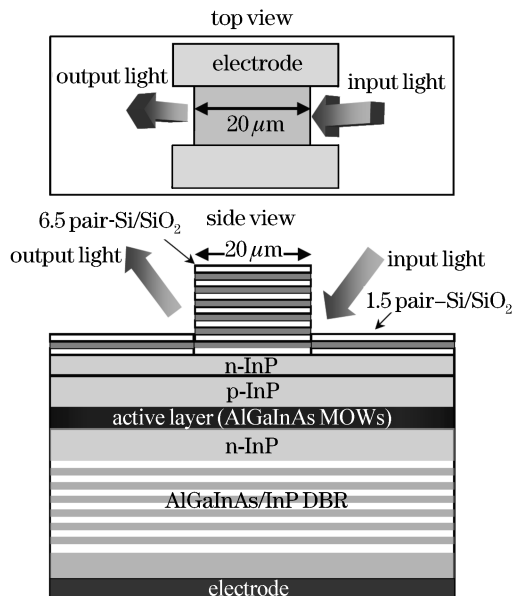 top view
output light
electrode
input light
20 μm
6.5 pair-Si/SiO₂
side view
output light
20 μm
input light
1.5 pair–Si/SiO₂
n-InP
p-InP
active layer (AlGaInAs MOWs)
n-InP
AlGaInAs/InP DBR
electrode